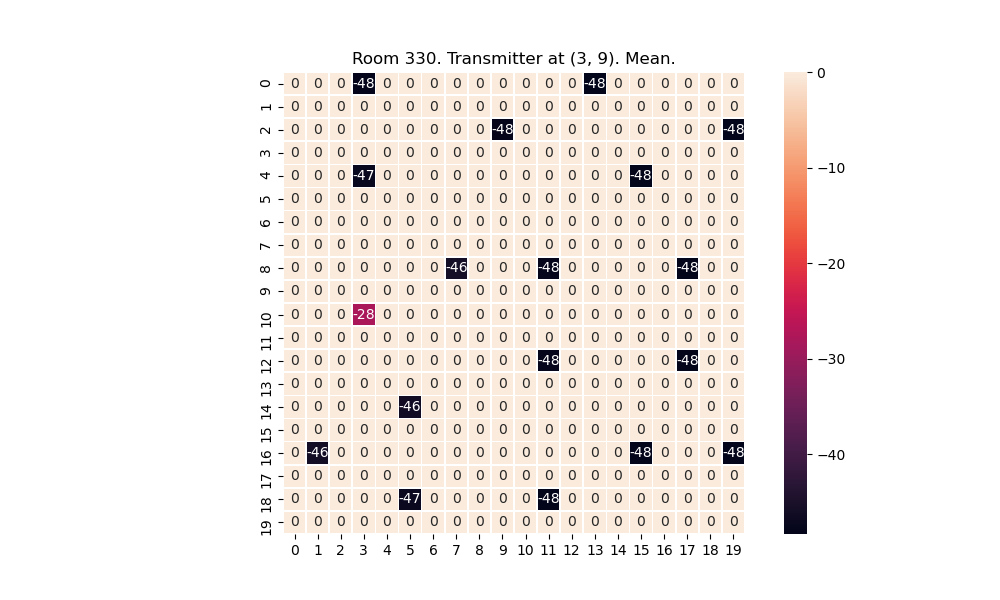 Room 330. Transmitter at (3, 9). Mean.
0 0 0 0 -48 0 0 0 0 0 0 0 0 0 -48 0 0 0 0 0 0
1 0 0 0 0 0 0 0 0 0 0 0 0 0 0 0 0 0 0 0 0
2 0 0 0 0 0 0 0 0 0 -48 0 0 0 0 0 0 0 0 0 -48
3 0 0 0 0 0 0 0 0 0 0 0 0 0 0 0 0 0 0 0 0
4 0 0 0 -47 0 0 0 0 0 0 0 0 0 0 0 -48 0 0 0 0
5 0 0 0 0 0 0 0 0 0 0 0 0 0 0 0 0 0 0 0 0
6 0 0 0 0 0 0 0 0 0 0 0 0 0 0 0 0 0 0 0 0
7 0 0 0 0 0 0 0 0 0 0 0 0 0 0 0 0 0 0 0 0
8 0 0 0 0 0 0 0 -46 0 0 0 -48 0 0 0 0 0 -48 0 0
9 0 0 0 0 0 0 0 0 0 0 0 0 0 0 0 0 0 0 0 0
10 0 0 0 -28 0 0 0 0 0 0 0 0 0 0 0 0 0 0 0 0
11 0 0 0 0 0 0 0 0 0 0 0 0 0 0 0 0 0 0 0 0
12 0 0 0 0 0 0 0 0 0 0 0 -48 0 0 0 0 0 -48 0 0
13 0 0 0 0 0 0 0 0 0 0 0 0 0 0 0 0 0 0 0 0
14 0 0 0 0 0 -46 0 0 0 0 0 0 0 0 0 0 0 0 0 0
15 0 0 0 0 0 0 0 0 0 0 0 0 0 0 0 0 0 0 0 0
16 0 -46 0 0 0 0 0 0 0 0 0 0 0 0 0 -48 0 0 0 -48
17 0 0 0 0 0 0 0 0 0 0 0 0 0 0 0 0 0 0 0 0
18 0 0 0 0 0 -47 0 0 0 0 0 -48 0 0 0 0 0 0 0 0
19 0 0 0 0 0 0 0 0 0 0 0 0 0 0 0 0 0 0 0 0
0 1 2 3 4 5 6 7 8 9 10 11 12 13 14 15 16 17 18 19
0
−10
−20
−30
−40